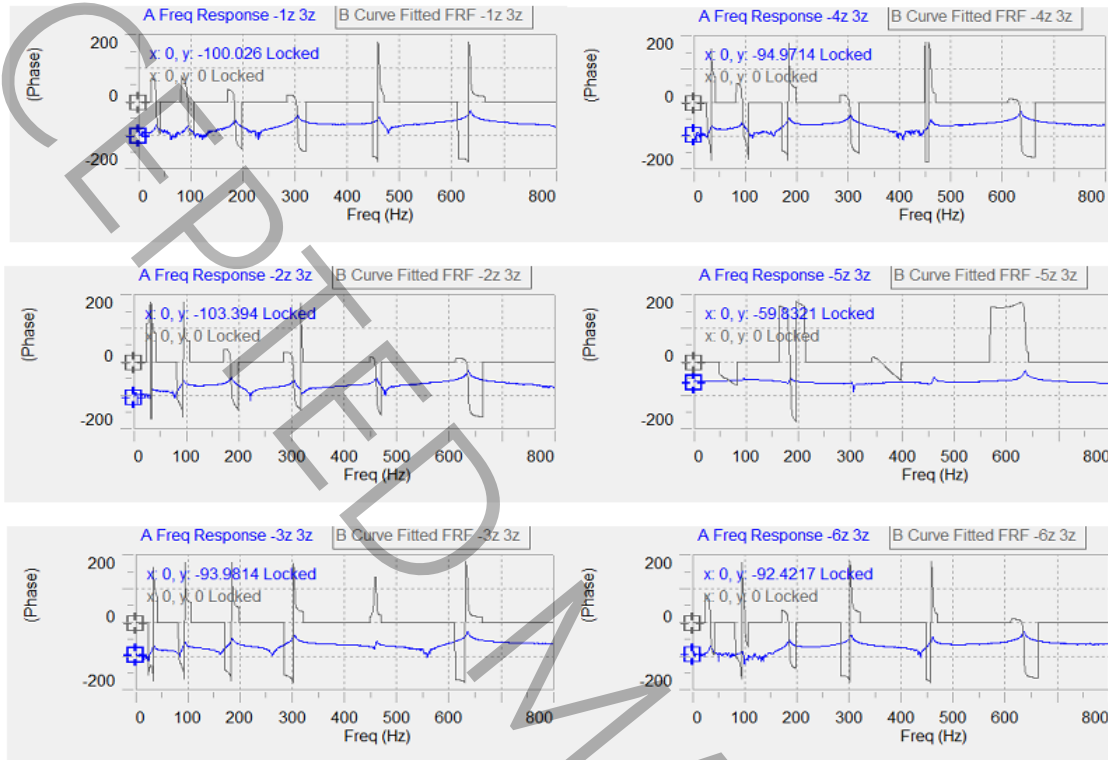 A Freq Response -1z 3z B Curve Fitted FRF -1z 3z
(Phase)
200
0
-200
x: 0, y: -100.026 Locked
x: 0, y: 0 Locked
0 100 200 300 400 500 600 800
Freq (Hz)
A Freq Response -4z 3z B Curve Fitted FRF -4z 3z
(Phase)
200
0
-200
x: 0, y: -94.9714 Locked
x: 0, y: 0 Locked
0 100 200 300 400 500 600 800
Freq (Hz)
A Freq Response -2z 3z B Curve Fitted FRF -2z 3z
(Phase)
200
0
-200
x: 0, y: -103.394 Locked
x: 0, y: 0 Locked
0 100 200 300 400 500 600 800
Freq (Hz)
A Freq Response -5z 3z B Curve Fitted FRF -5z 3z
(Phase)
200
0
-200
x: 0, y: -59.8321 Locked
x: 0, y: 0 Locked
0 100 200 300 400 500 600 800
Freq (Hz)
A Freq Response -3z 3z B Curve Fitted FRF -3z 3z
(Phase)
200
0
-200
x: 0, y: -93.9814 Locked
x: 0, y: 0 Locked
0 100 200 300 400 500 600 800
Freq (Hz)
A Freq Response -6z 3z B Curve Fitted FRF -6z 3z
(Phase)
200
0
-200
x: 0, y: -92.4217 Locked
x: 0, y: 0 Locked
0 100 200 300 400 500 600 800
Freq (Hz)
CEPTED M